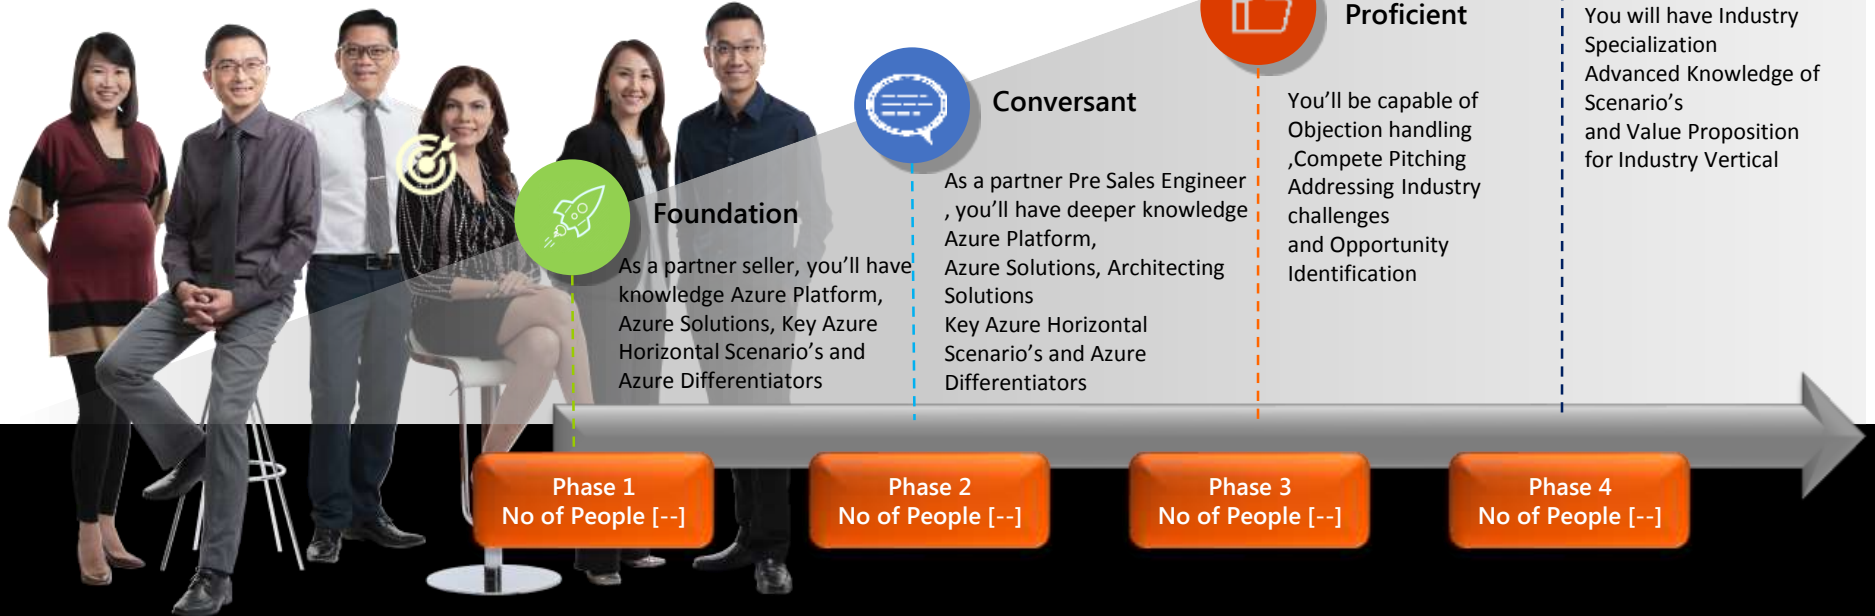 Foundation
As a partner seller, you'll have
knowledge Azure Platform,
Azure Solutions, Key Azure
Horizontal Scenario's and
Azure Differentiators
Conversant
As a partner Pre Sales Engineer
, you'll have deeper knowledge
Azure Platform,
Azure Solutions, Architecting
Solutions
Key Azure Horizontal
Scenario's and Azure
Differentiators
Proficient
You'll be capable of
Objection handling
,Compete Pitching
Addressing Industry
challenges
and Opportunity
Identification
You will have Industry
Specialization
Advanced Knowledge of
Scenario's
and Value Proposition
for Industry Vertical
Phase 1
No of People [--]
Phase 2
No of People [--]
Phase 3
No of People [--]
Phase 4
No of People [--]